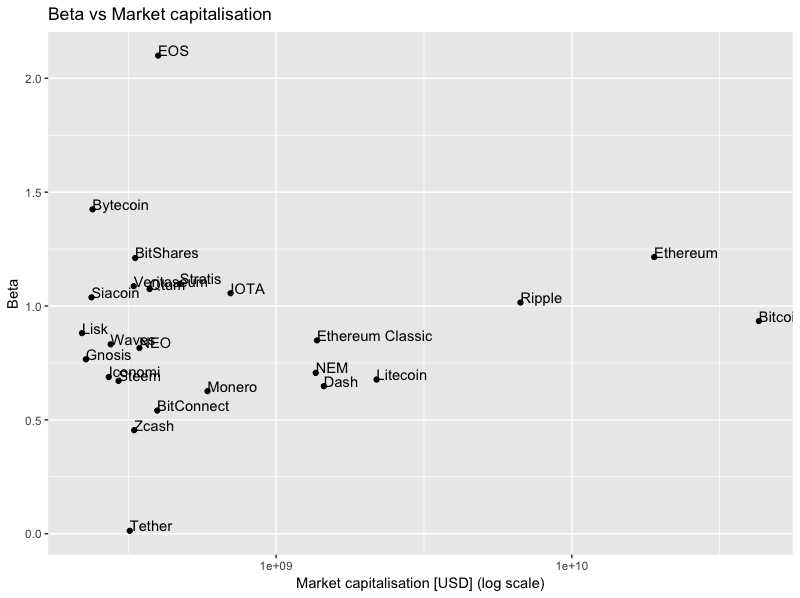 Beta vs Market capitalisation
EOS
2.0
Bytecoin
1.5
BitShares
Ethereum
Veritaseum
Stratis
Qtum
Siacoin
IOTA
Ripple
1.0
Beta
Bitcoi
Lisk
Ethereum Classic
Waves
NEO
Gnosis
NEM
Iconomi
Steem
Dash
Litecoin
Monero
BitConnect
0.5
Zcash
Tether
0.0
1e+09
1e+10
Market capitalisation [USD] (log scale)